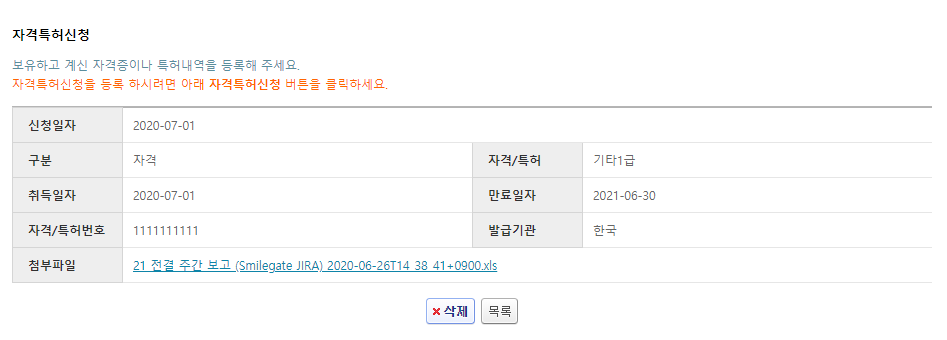 자격특허신청
보유하고 계신 자격증이나 특허내역을 등록해 주세요.
자격특허신청을 등록 하시려면 아래 자격특허신청 버튼을 클릭하세요.
신청일자 2020-07-01
구분 자격 자격/특허 기타1급
취득일자 2020-07-01 만료일자 2021-06-30
자격/특허번호 1111111111 발급기관 한국
첨부파일 21 전결 주간 보고 (Smilegate JIRA) 2020-06-26T14_38_41+0900.xls
삭제 목록